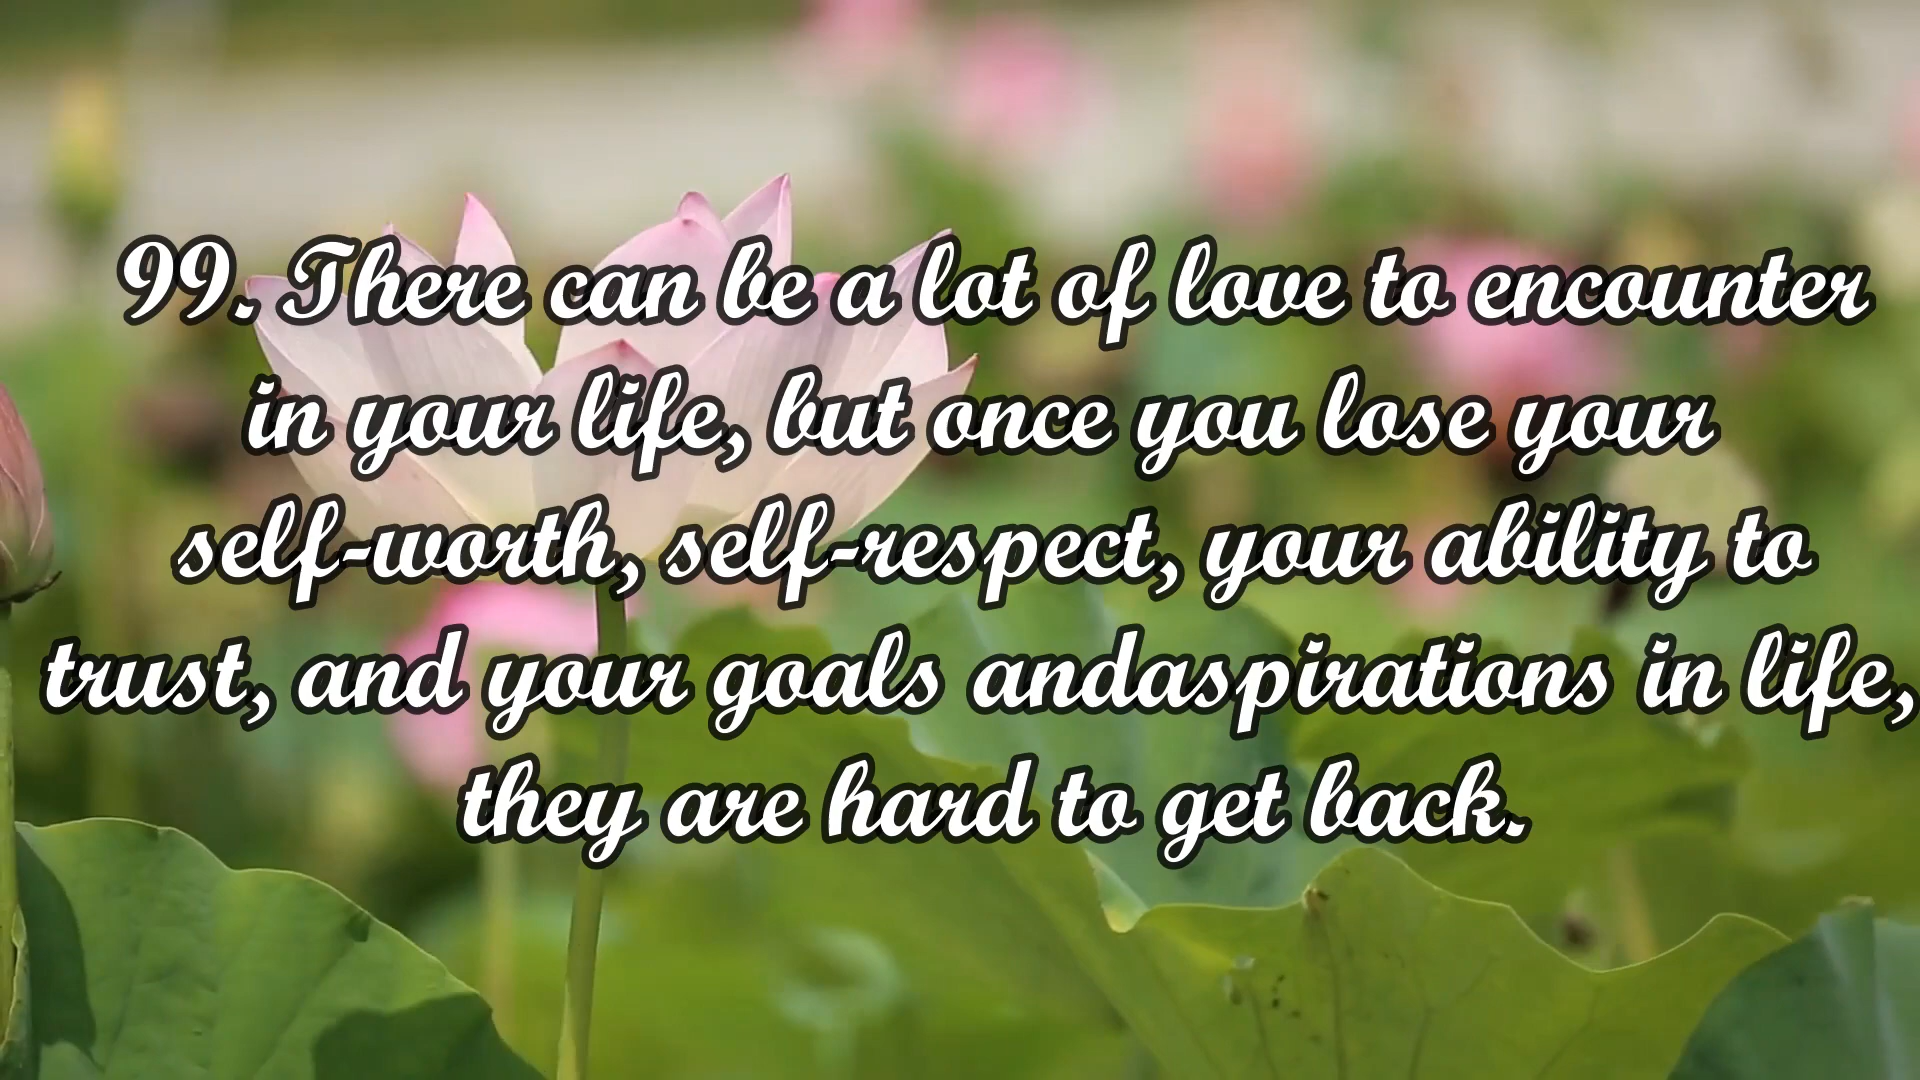 99. There can be a lot of love to encounter
in your life, but once you lose your
self-worth, self-respect, your ability to
trust, and your goals andaspirations in life,
they are hard to get back.